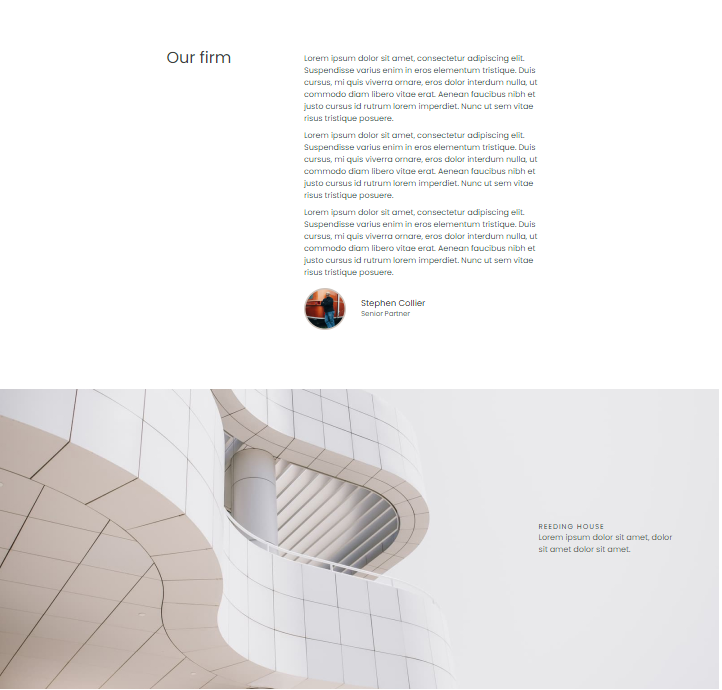 Our firm
Lorem ipsum dolor sit amet, consectetur adipiscing elit.
Suspendisse varius enim in eros elementum tristique. Duis
cursus, mi quis viverra ornare, eros dolor interdum nulla, ut
commodo diam libero vitae erat. Aenean faucibus nibh et
justo cursus id rutrum lorem imperdiet. Nunc ut sem vitae
risus tristique posuere.
Lorem ipsum dolor sit amet, consectetur adipiscing elit.
Suspendisse varius enim in eros elementum tristique. Duis
cursus, mi quis viverra ornare, eros dolor interdum nulla, ut
commodo diam libero vitae erat. Aenean faucibus nibh et
justo cursus id rutrum lorem imperdiet. Nunc ut sem vitae
risus tristique posuere.
Lorem ipsum dolor sit amet, consectetur adipiscing elit.
Suspendisse varius enim in eros elementum tristique. Duis
cursus, mi quis viverra ornare, eros dolor interdum nulla, ut
commodo diam libero vitae erat. Aenean faucibus nibh et
justo cursus id rutrum lorem imperdiet. Nunc ut sem vitae
risus tristique posuere.
Stephen Collier
Senior Partner
REEDING HOUSE
Lorem ipsum dolor sit amet, dolor
sit amet dolor sit amet.